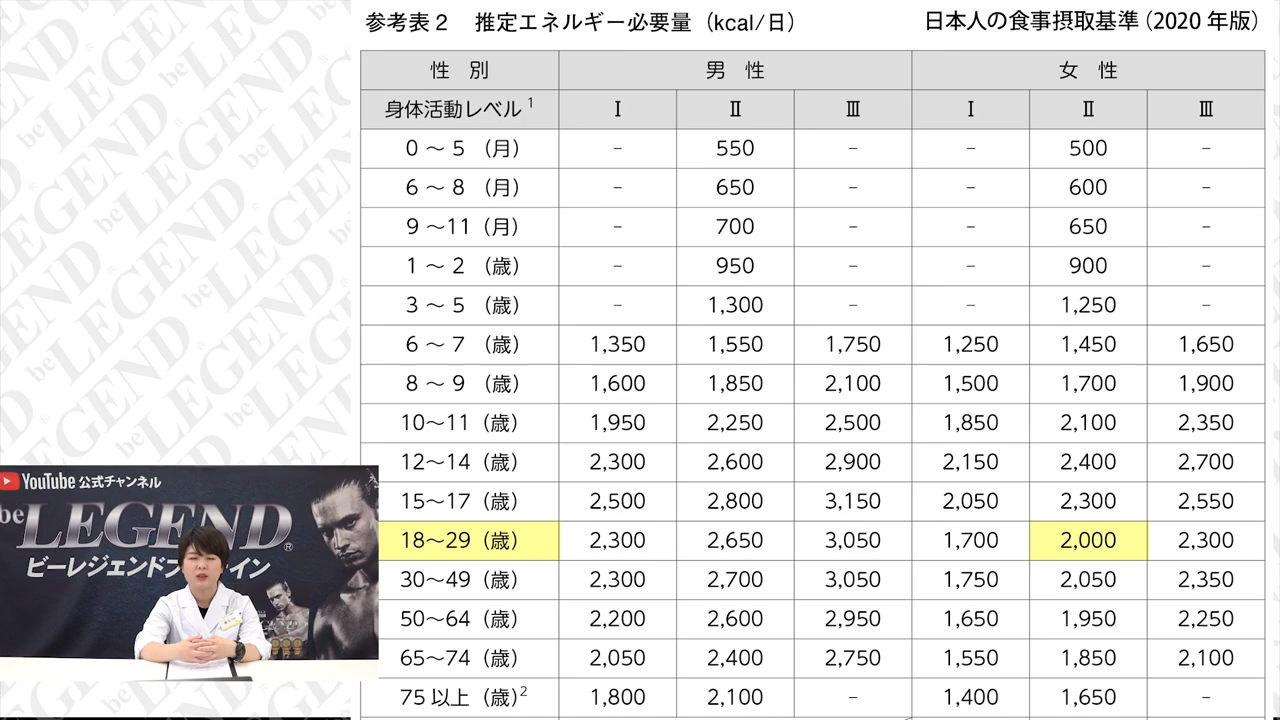 参考表2 推定エネルギー必要量（kcal/日）
日本人の食事摂取基準（2020年版）
性 別 男 性 女 性
身体活動レベル1 Ⅰ Ⅱ Ⅲ Ⅰ Ⅱ Ⅲ
0～5（月） － 550 － － 500 －
6～8（月） － 650 － － 600 －
9～11（月） － 700 － － 650 －
1～2（歳） － 950 － － 900 －
3～5（歳） － 1,300 － － 1,250 －
6～7（歳） 1,350 1,550 1,750 1,250 1,450 1,650
8～9（歳） 1,600 1,850 2,100 1,500 1,700 1,900
10～11（歳） 1,950 2,250 2,500 1,850 2,100 2,350
12～14（歳） 2,300 2,600 2,900 2,150 2,400 2,700
15～17（歳） 2,500 2,800 3,150 2,050 2,300 2,550
18～29（歳） 2,300 2,650 3,050 1,700 2,000 2,300
30～49（歳） 2,300 2,700 3,050 1,750 2,050 2,350
50～64（歳） 2,200 2,600 2,950 1,650 1,950 2,250
65～74（歳） 2,050 2,400 2,750 1,550 1,850 2,100
75以上（歳）2 1,800 2,100 － 1,400 1,650 －
YouTube 公式チャンネル
be LEGEND®
ビーレジェンドプ イン
be LEGEND®